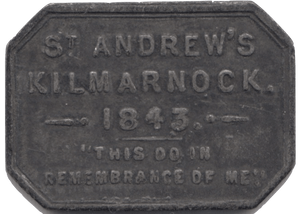 ST ANDREW'S
KILMARNOCK.
1843.
"THIS DO IN
REMEMBRANCE OF ME"